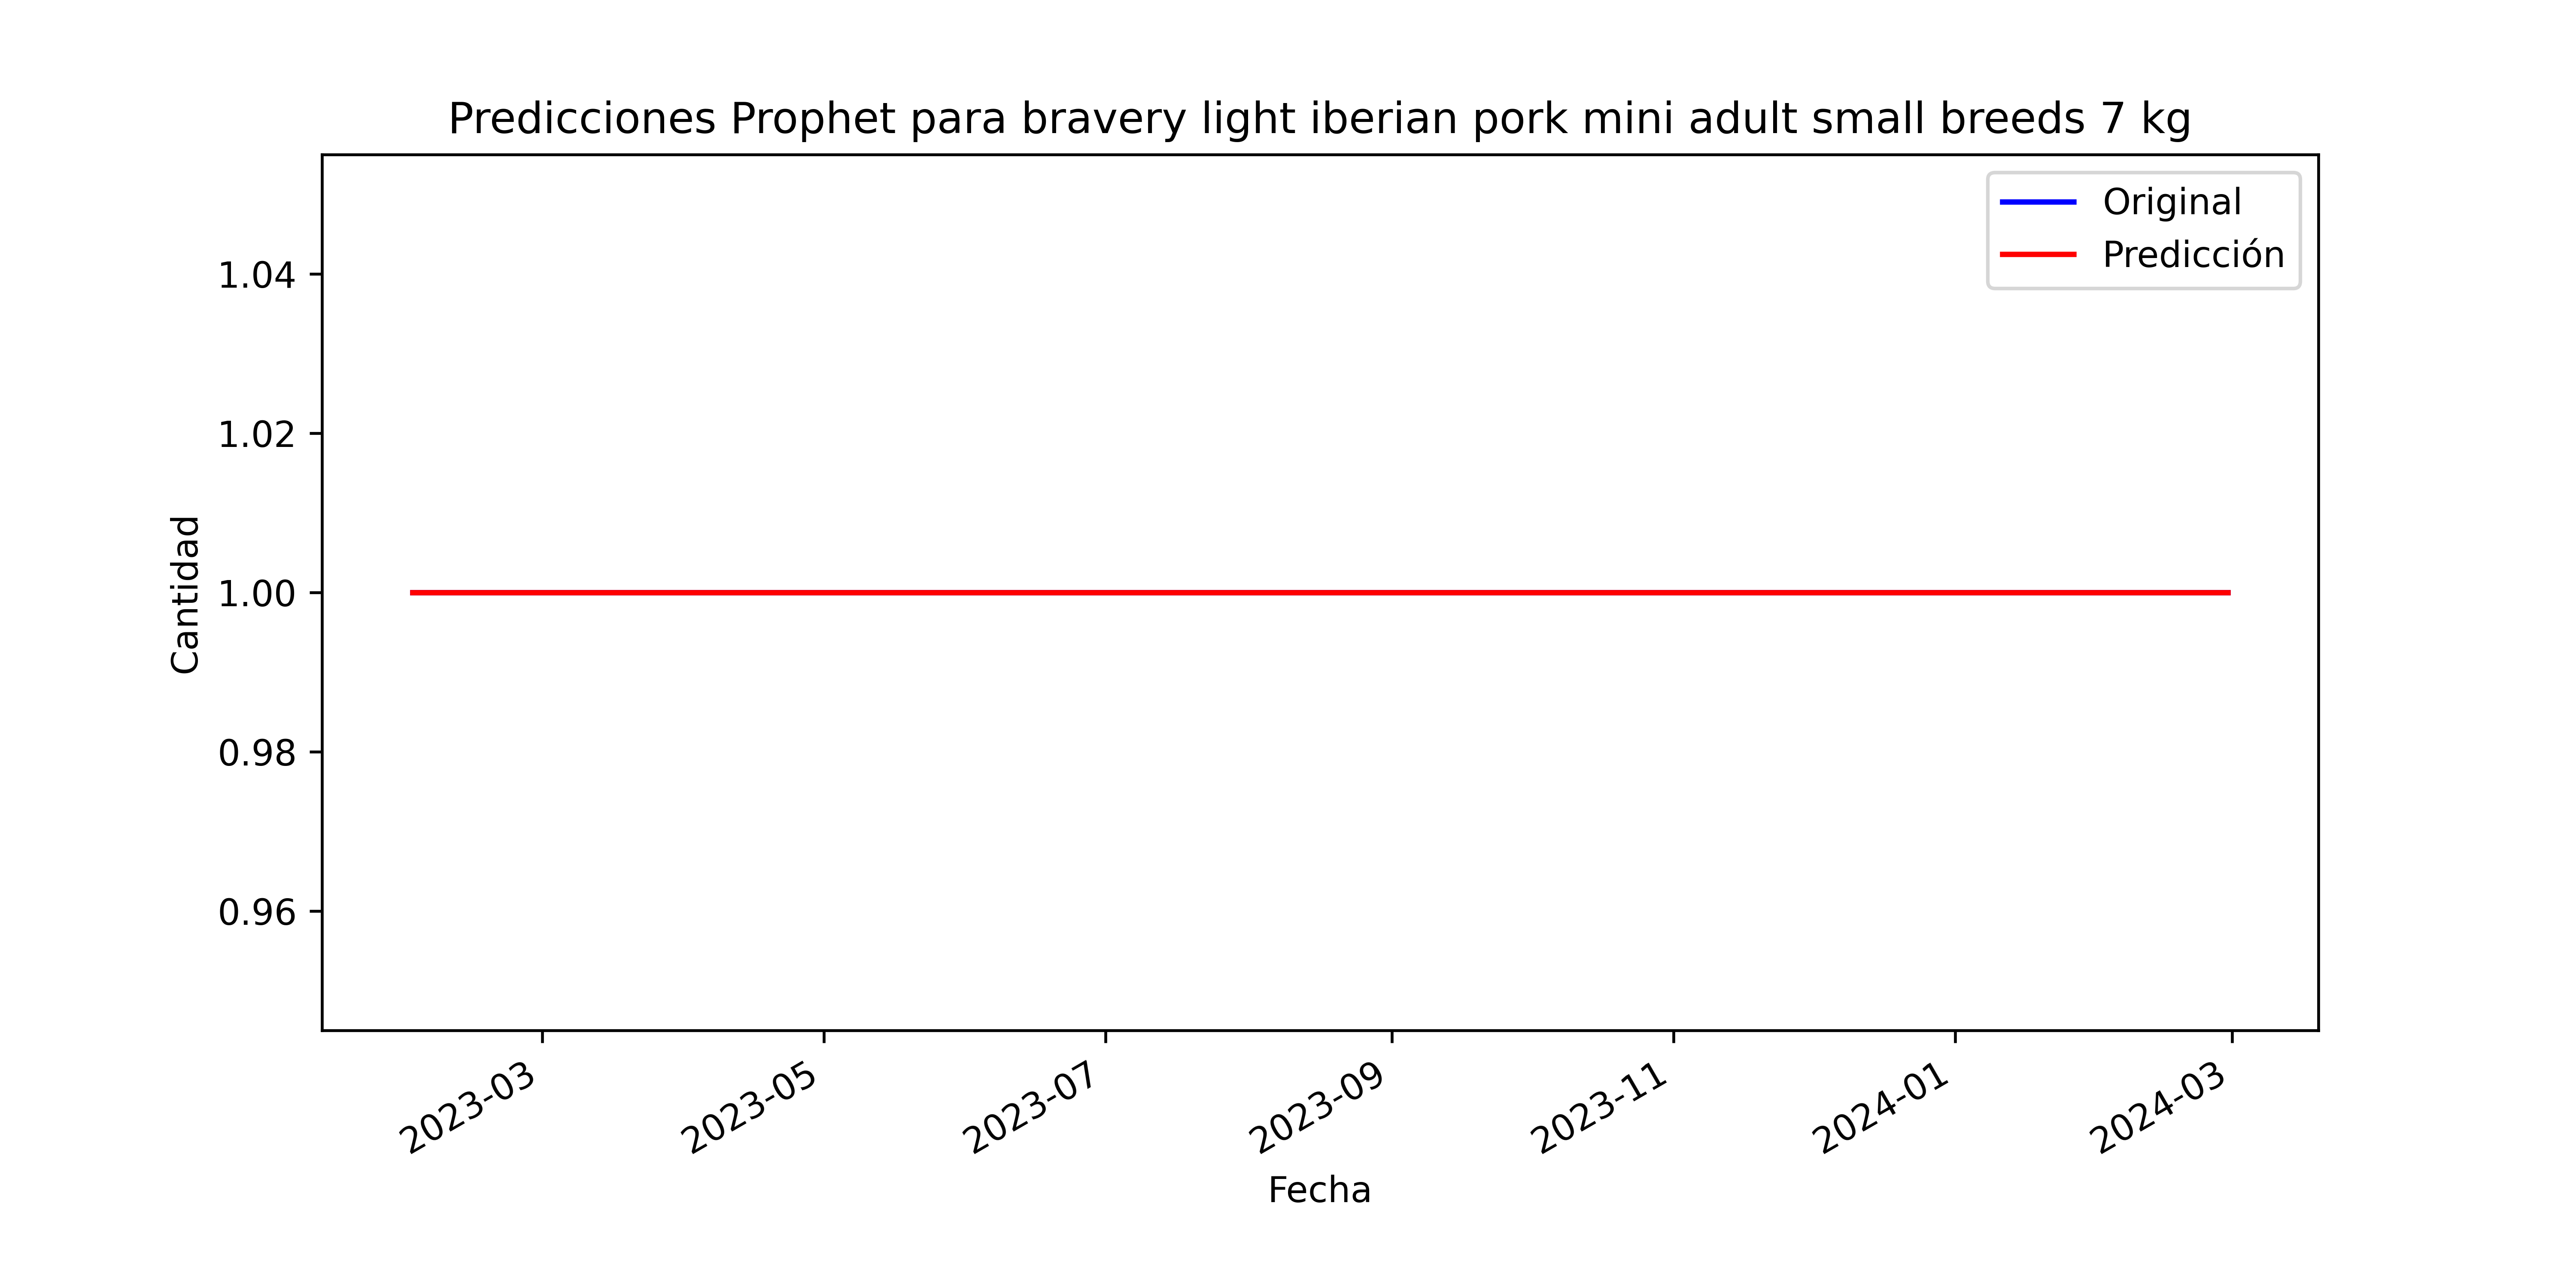 Predicciones Prophet para bravery light iberian pork mini adult small breeds 7 kg
Original
Predicción
1.04
1.02
1.00
0.98
0.96
Cantidad
2023-03
2023-05
2023-07
2023-09
2023-11
2024-01
2024-03
Fecha